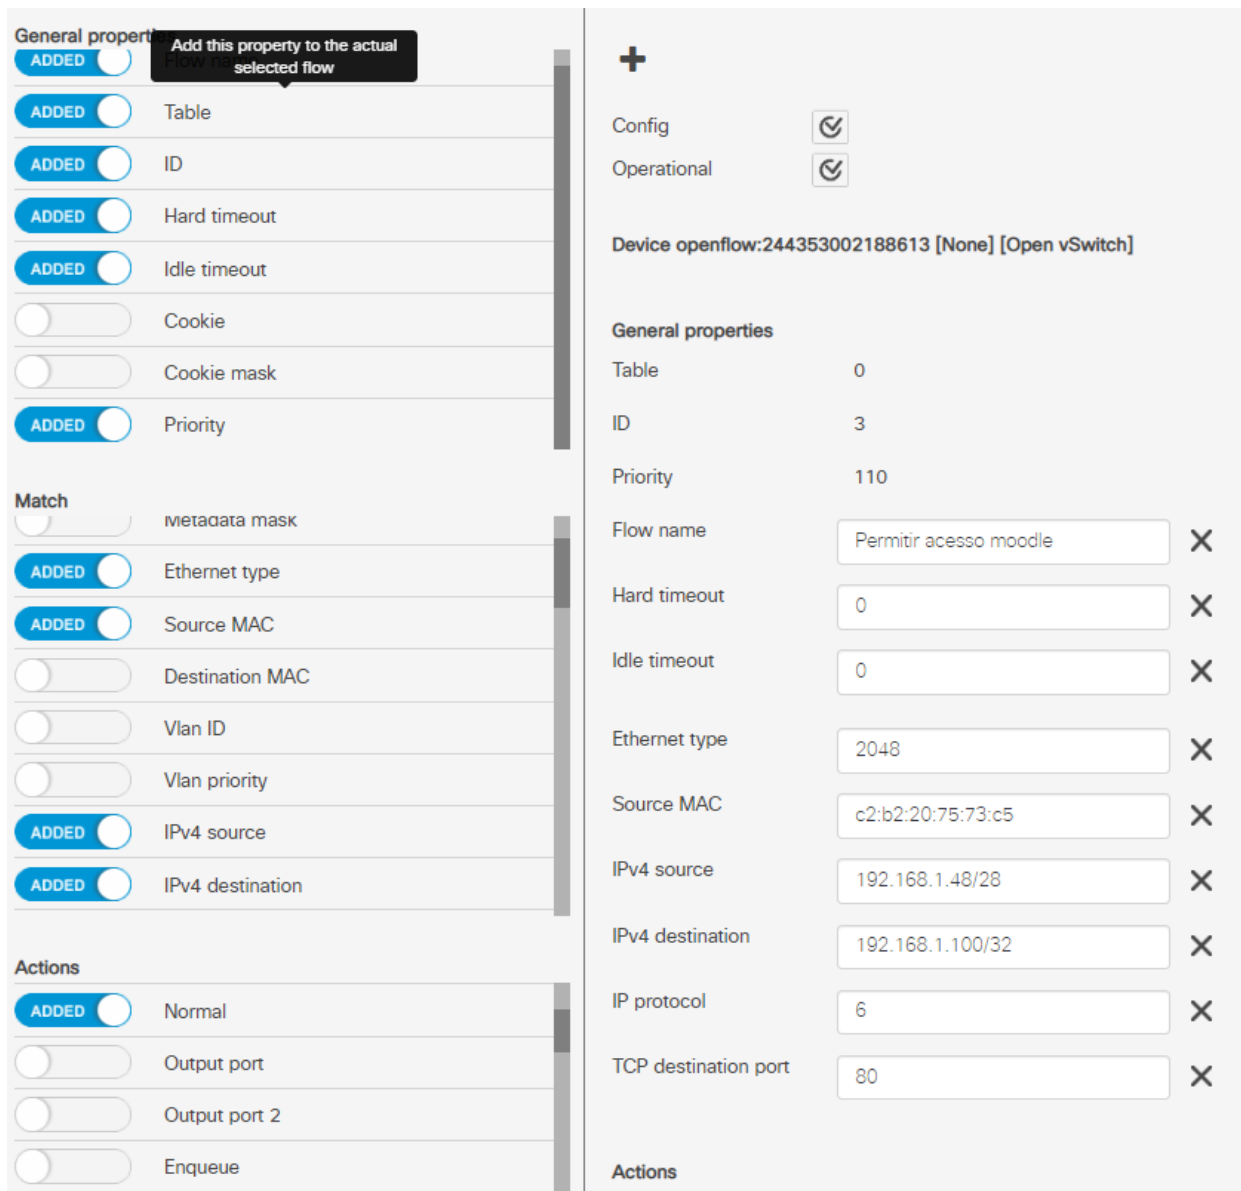 General propert
Add this property to the actual
selected flow
ADDED
ADDED Table
ADDED ID
ADDED Hard timeout
ADDED Idle timeout
Cookie
Cookie mask
ADDED Priority
Match
Metadata mask
ADDED Ethernet type
ADDED Source MAC
Destination MAC
Vlan ID
Vlan priority
ADDED IPv4 source
ADDED IPv4 destination
Actions
ADDED Normal
Output port
Output port 2
Enqueue
Config
Operational
Device openflow:244353002188613 [None] [Open vSwitch]
General properties
Table 0
ID 3
Priority 110
Flow name Permitir acesso moodle
Hard timeout 0
Idle timeout 0
Ethernet type 2048
Source MAC c2:b2:20:75:73:c5
IPv4 source 192.168.1.48/28
IPv4 destination 192.168.1.100/32
IP protocol 6
TCP destination port 80
Actions